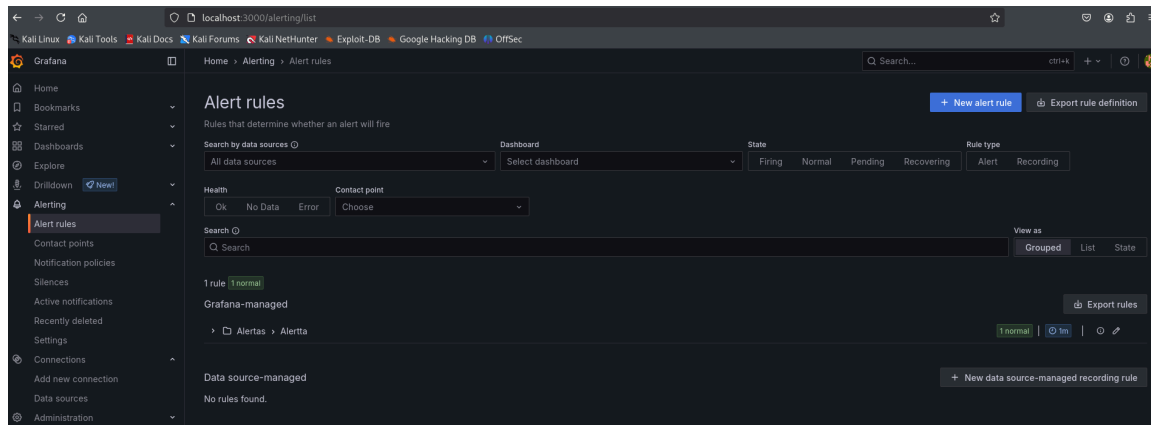 localhost:3000/alerting/list
Kali Linux Kali Tools Kali Docs Kali Forums Kali NetHunter Exploit-DB Google Hacking DB OffSec
Grafana
Home > Alerting > Alert rules
Search... ctrl+k
Home
Bookmarks
Starred
Dashboards
Explore
Drilldown New!
Alerting
Alert rules
Contact points
Notification policies
Silences
Active notifications
Recently deleted
Settings
Connections
Add new connection
Data sources
Administration
Alert rules
+ New alert rule
Export rule definition
Rules that determine whether an alert will fire
Search by data sources Dashboard State Rule type
All data sources Select dashboard Firing Normal Pending Recovering Alert Recording
Health Contact point
Ok No Data Error Choose
Search View as
Search Grouped List State
1 rule 1 normal
Grafana-managed Export rules
Alertas > Alertta 1 normal 1m
Data source-managed + New data source-managed recording rule
No rules found.